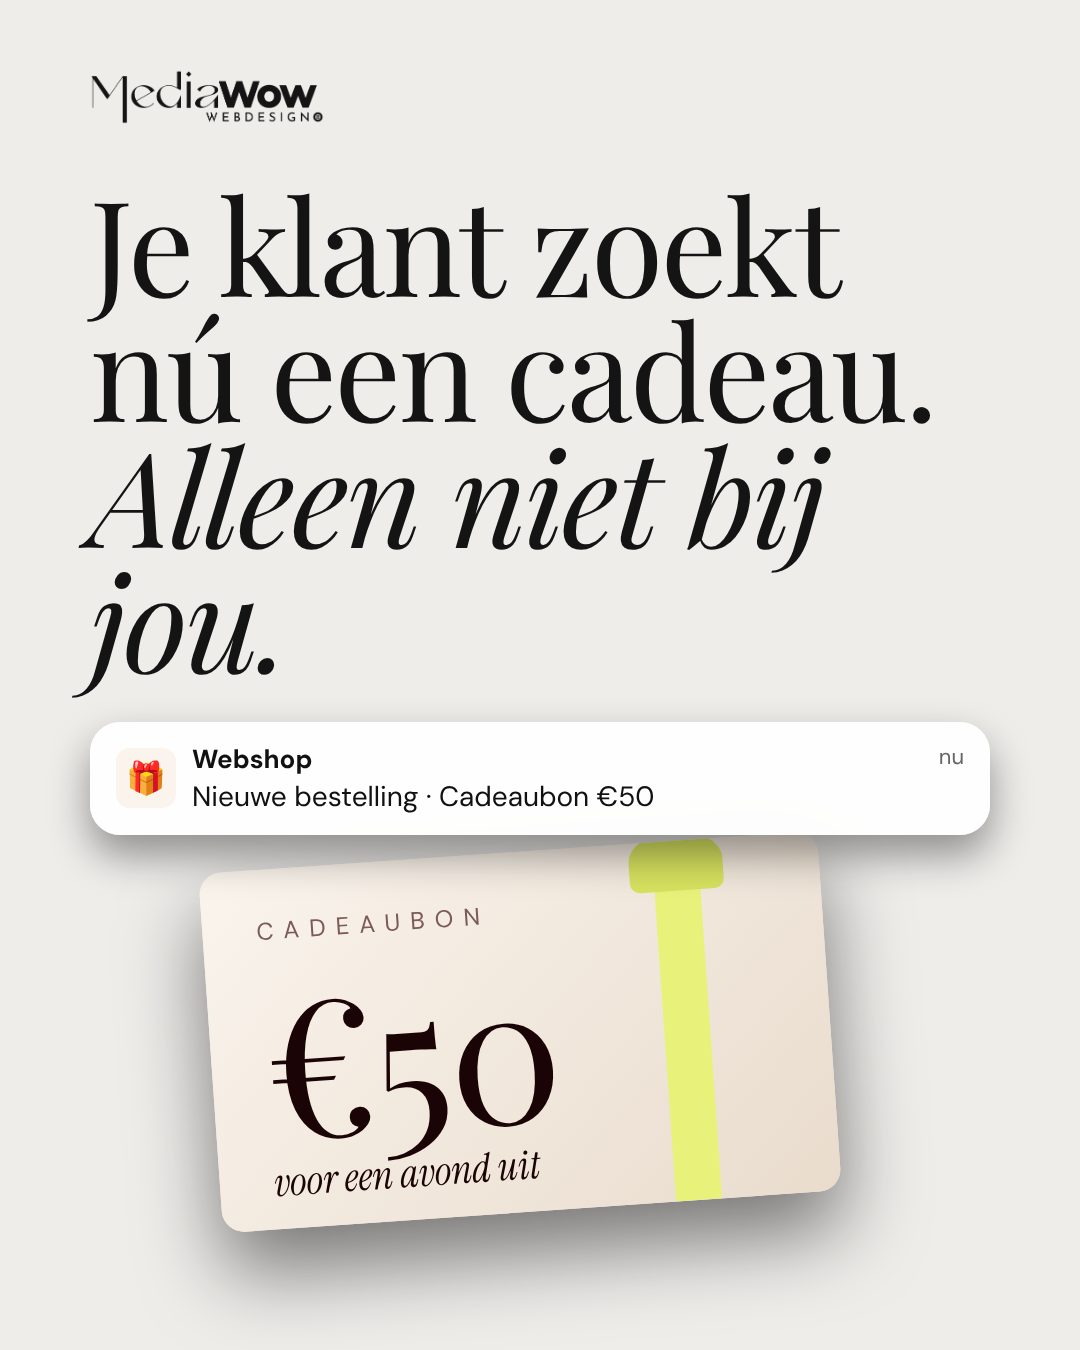 MediaWow
WEBDESIGN
Je klant zoekt
nú een cadeau.
Alleen niet bij
jou.
Webshop
nu
Nieuwe bestelling · Cadeaubon €50
CADEAUBON
€50
voor een avond uit